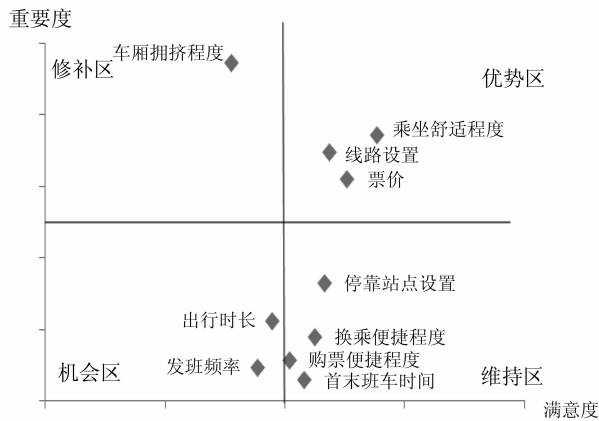 重要度
车厢拥挤程度
修补区
优势区
乘坐舒适程度
线路设置
票价
停靠站点设置
出行时长
换乘便捷程度
购票便捷程度
发班频率
机会区
首末班车时间
维持区
满意度